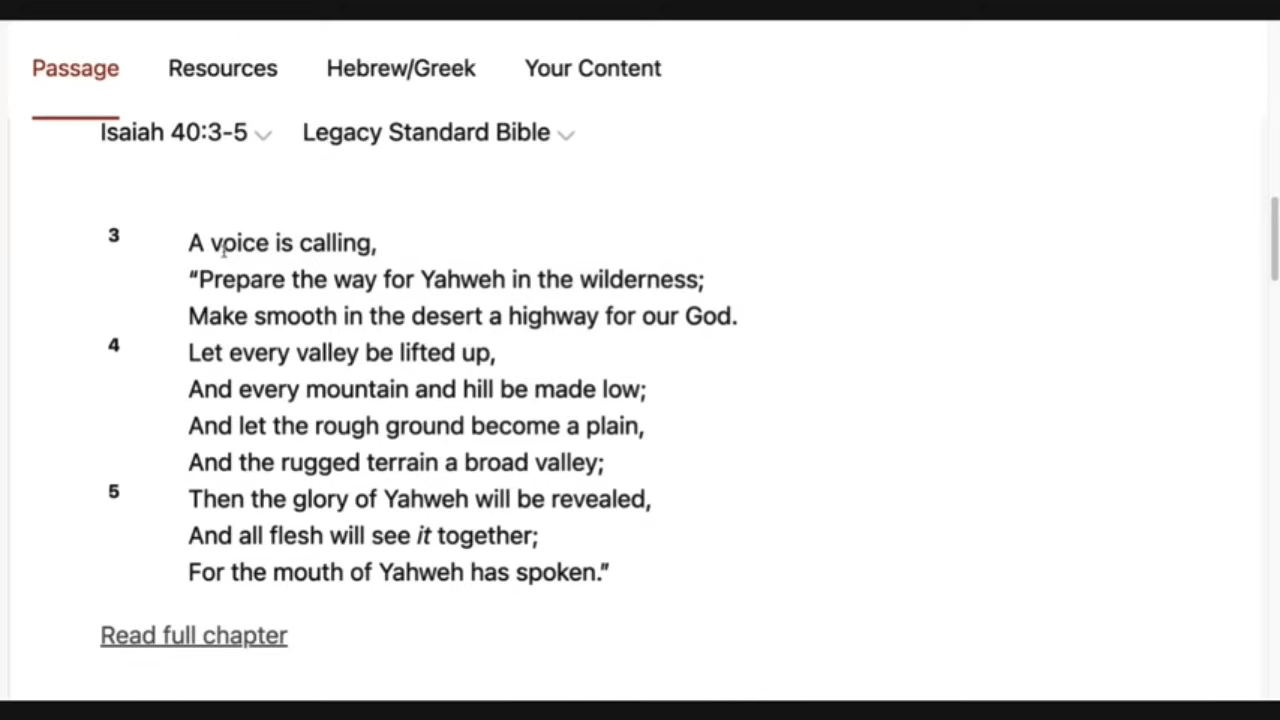 Passage Resources Hebrew/Greek Your Content
Isaiah 40:3-5 Legacy Standard Bible
3 A voice is calling,
“Prepare the way for Yahweh in the wilderness;
Make smooth in the desert a highway for our God.
4 Let every valley be lifted up,
And every mountain and hill be made low;
And let the rough ground become a plain,
And the rugged terrain a broad valley;
5 Then the glory of Yahweh will be revealed,
And all flesh will see it together;
For the mouth of Yahweh has spoken.”
Read full chapter